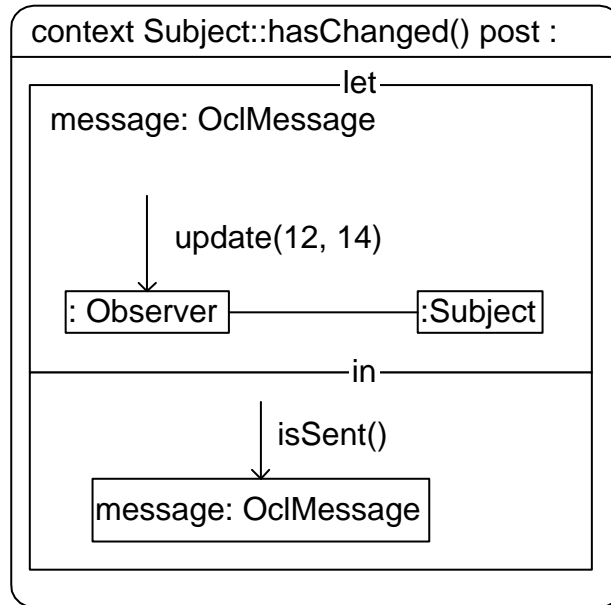 context Subject::hasChanged() post :
let
message: OclMessage
update(12, 14)
: Observer
:Subject
in
isSent()
message: OclMessage